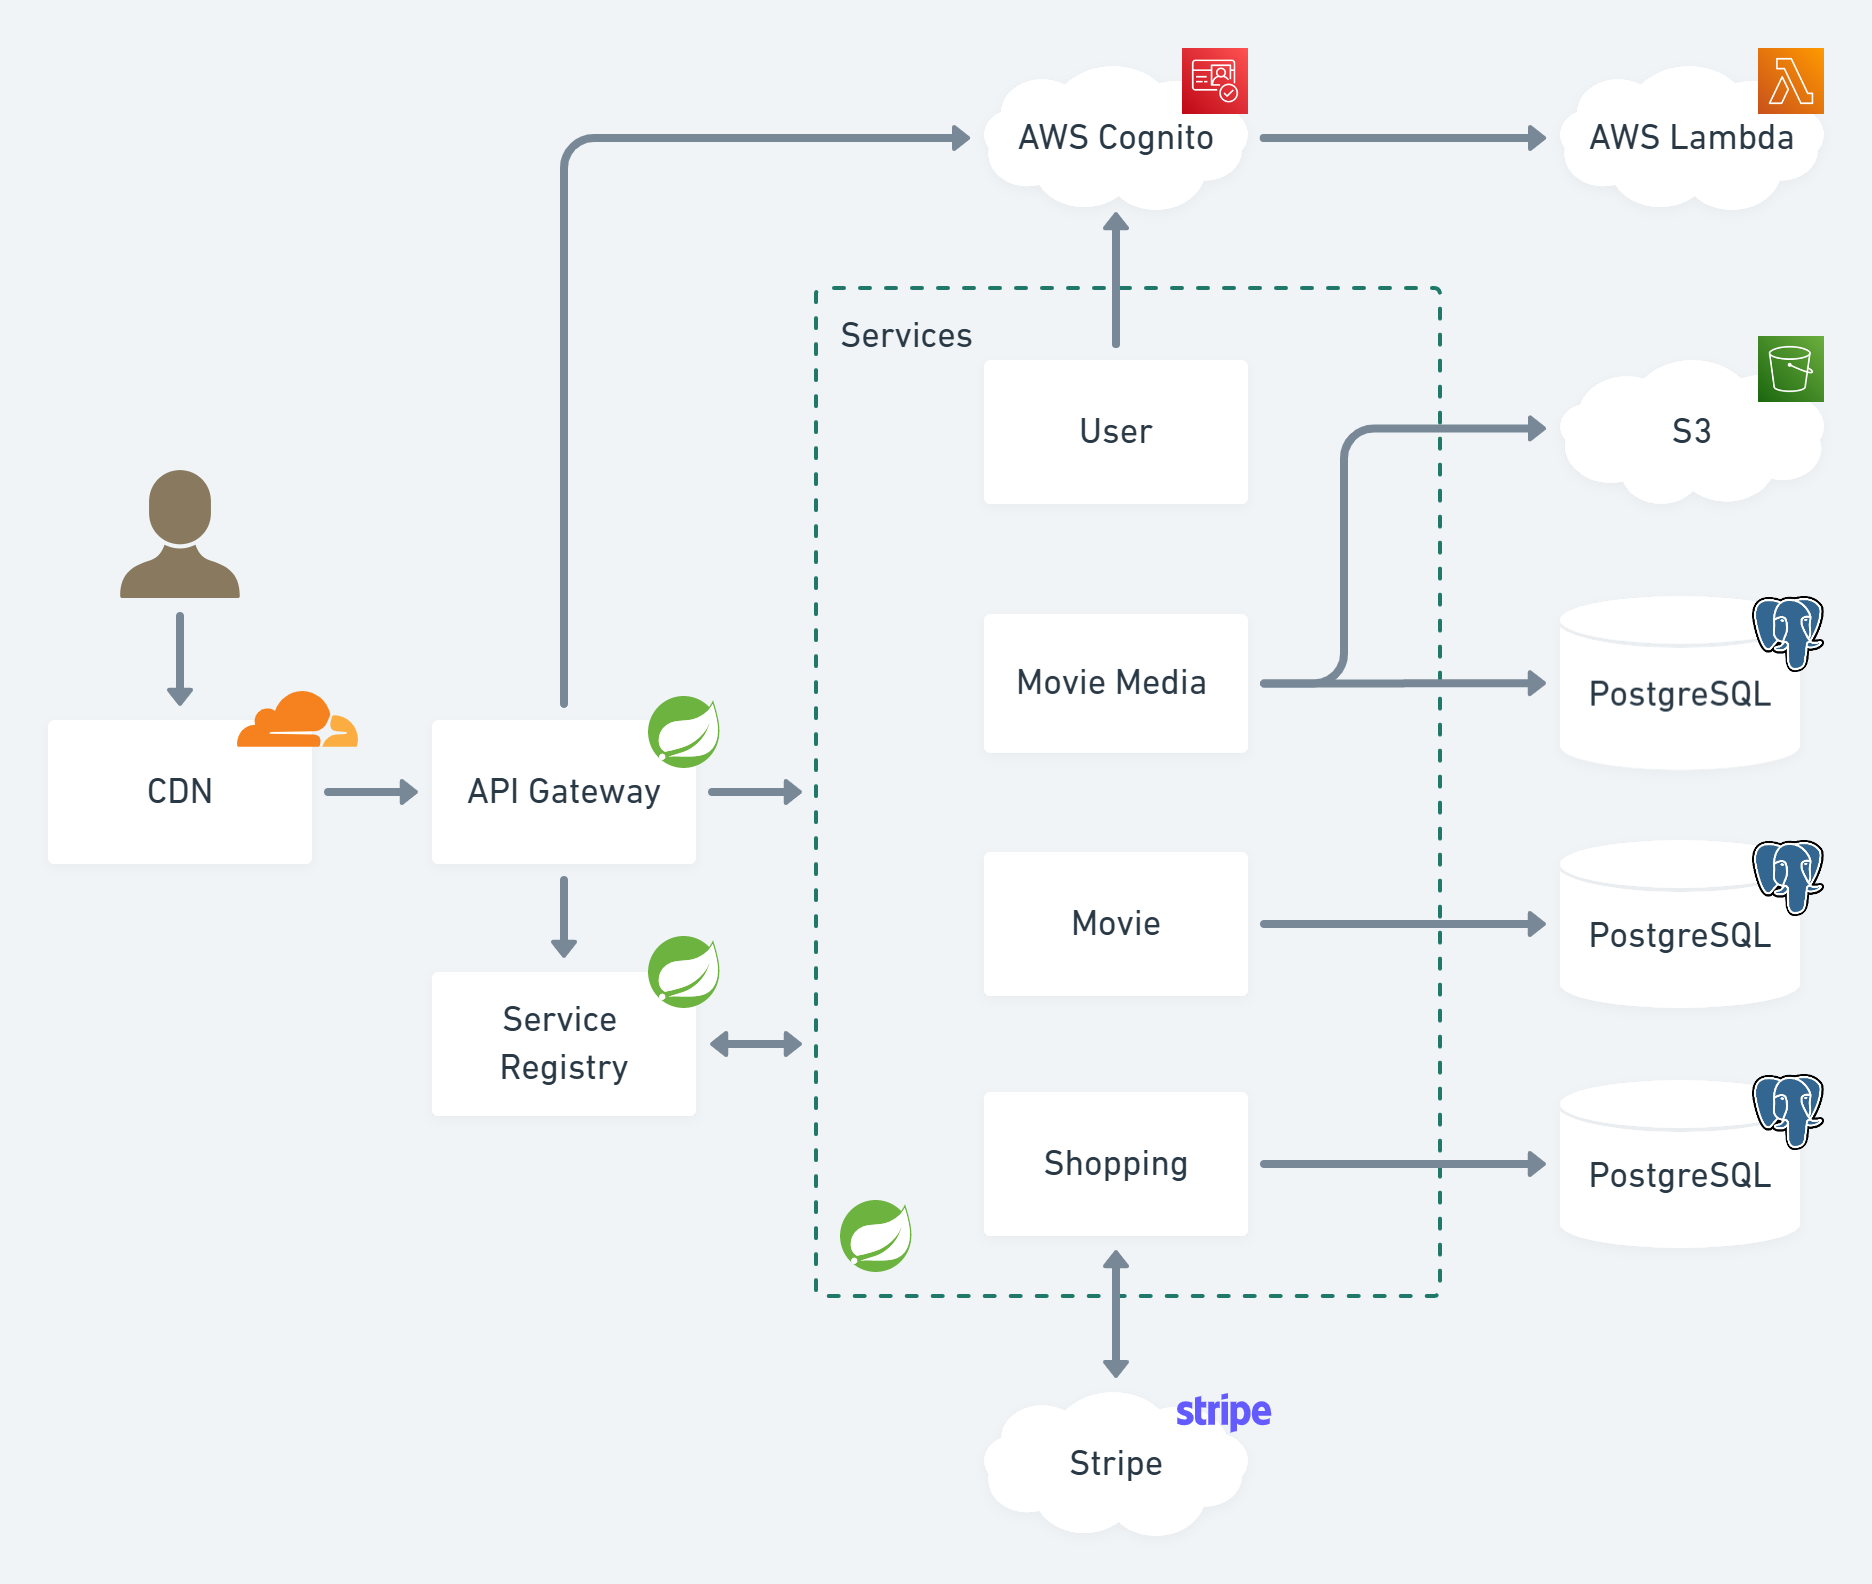 AWS Cognito
AWS Lambda
Services
User
S3
Movie Media
PostgreSQL
CDN
API Gateway
Movie
PostgreSQL
Service
Registry
Shopping
PostgreSQL
stripe
Stripe